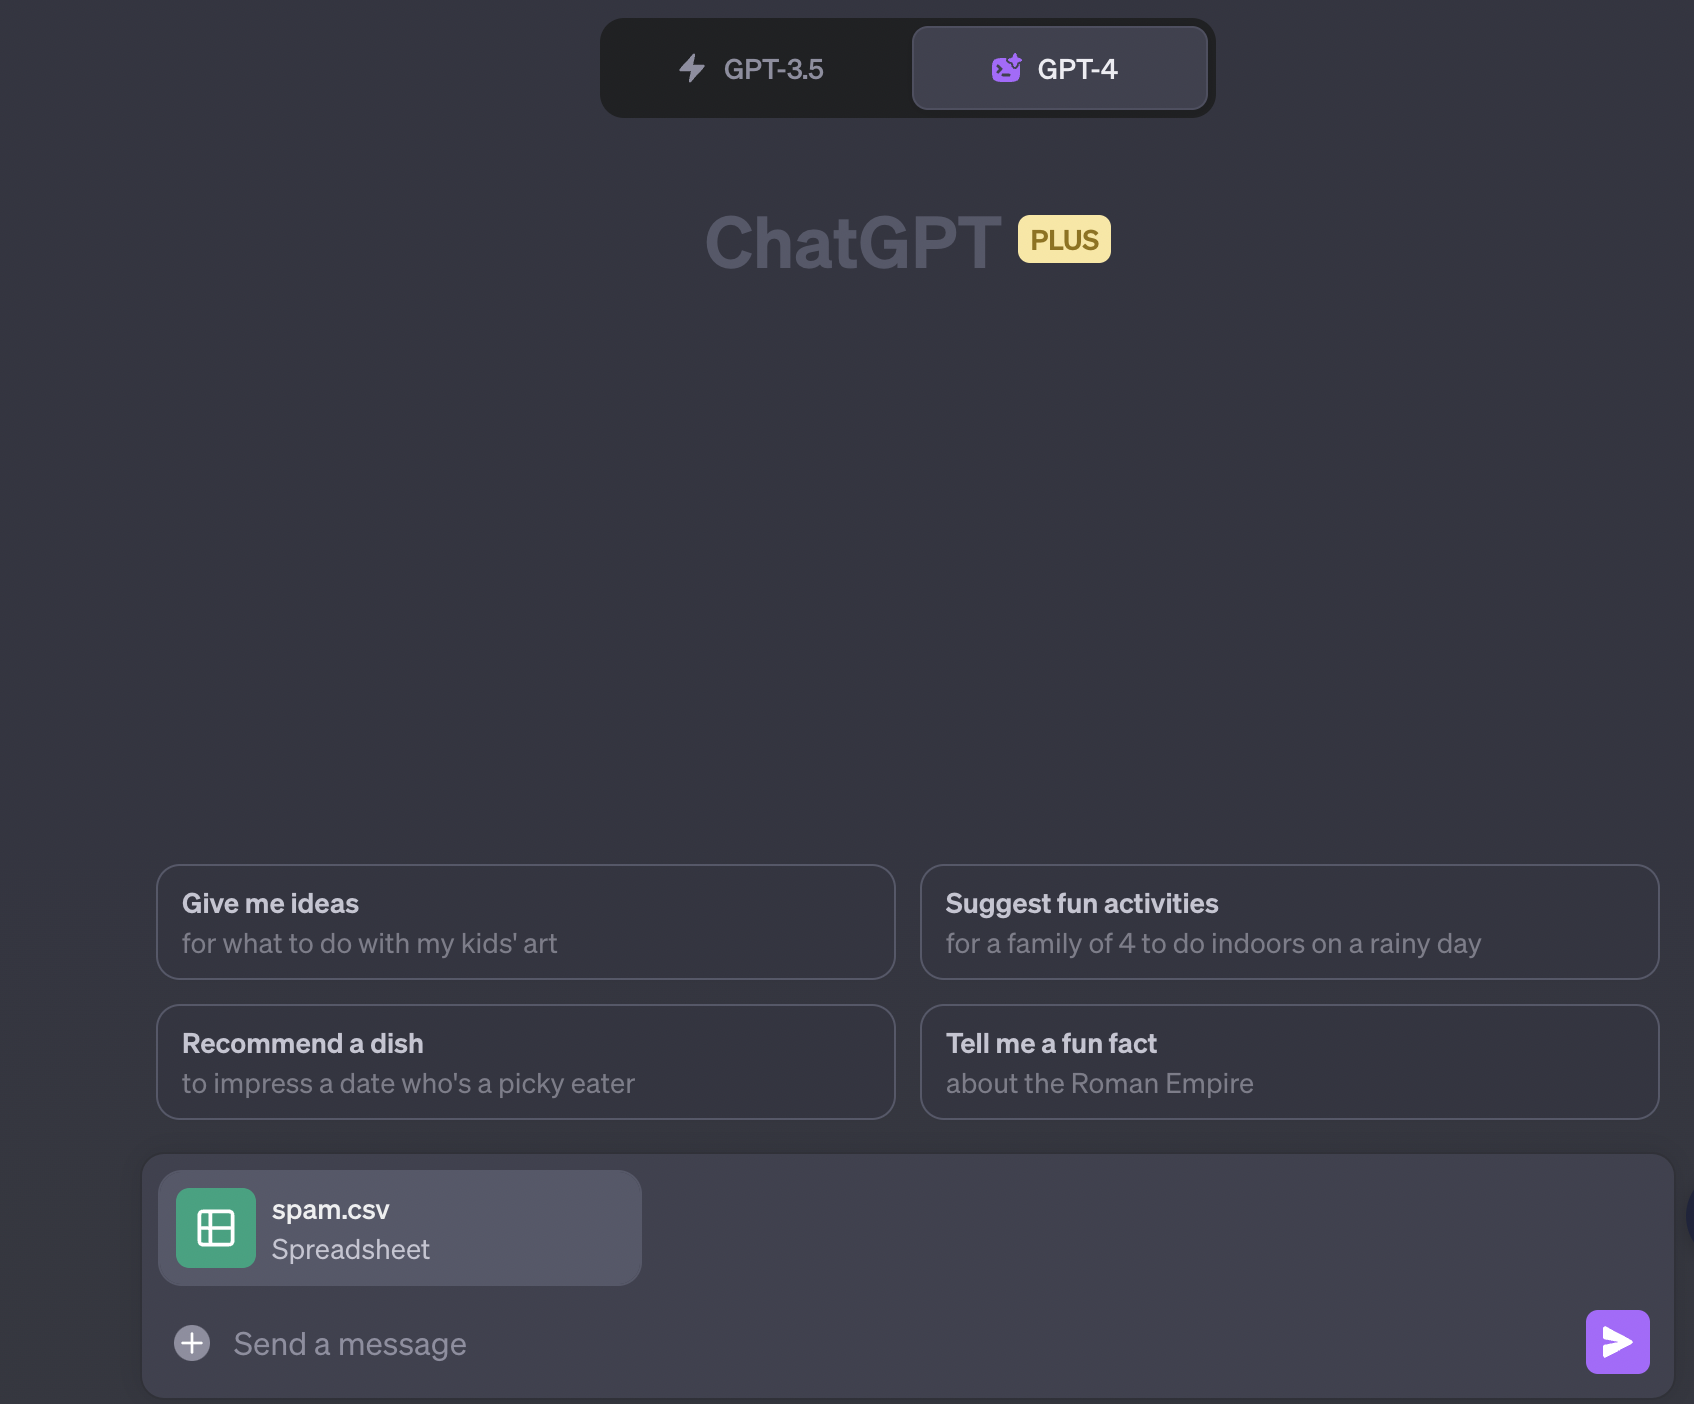 GPT-3.5
GPT-4
ChatGPT PLUS
Give me ideas
for what to do with my kids' art
Suggest fun activities
for a family of 4 to do indoors on a rainy day
Recommend a dish
to impress a date who's a picky eater
Tell me a fun fact
about the Roman Empire
spam.csv
Spreadsheet
Send a message